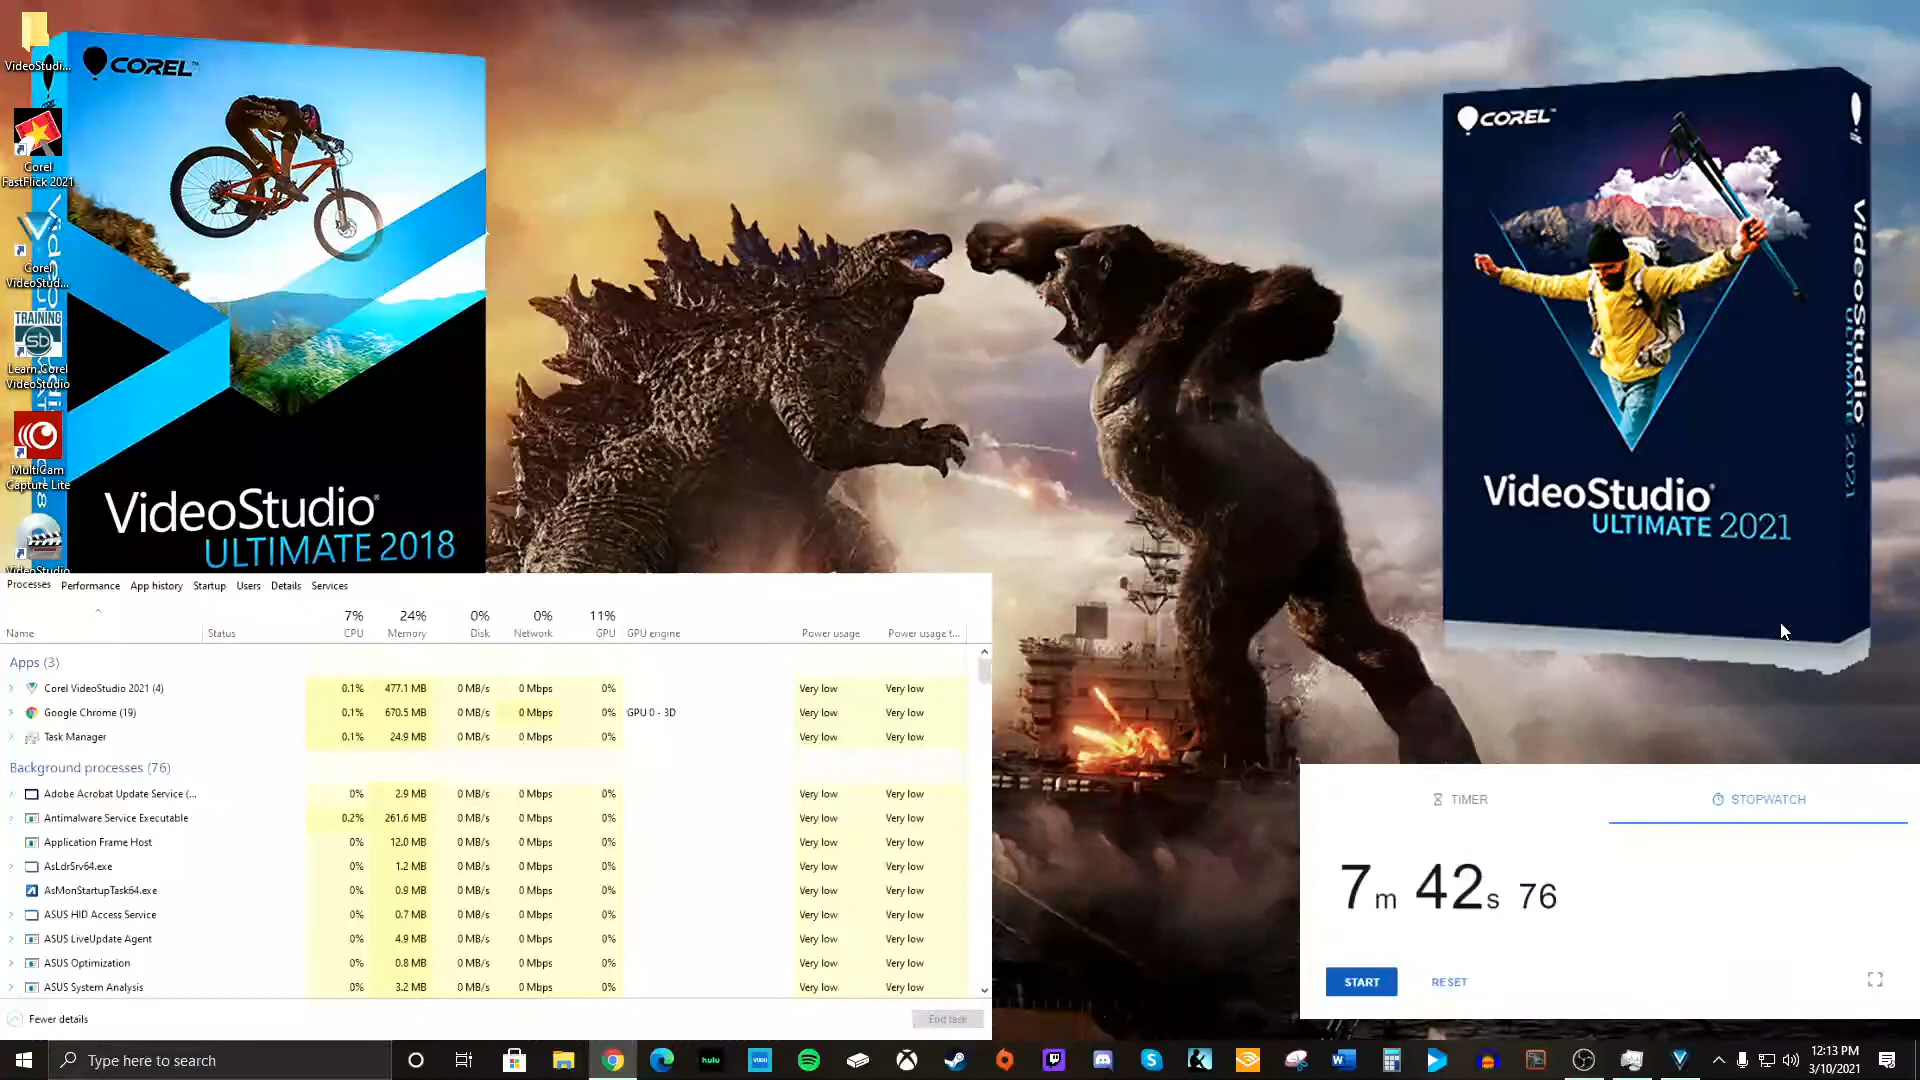 VideoStudi...
Corel
FastFlick 2021
Corel
VideoStud...
TRAINING
sb
Learn Corel
VideoStudio
MultiCam
Capture Lite
VideoStudio
COREL™
VideoStudio®
ULTIMATE 2018
COREL™
VideoStudio®
ULTIMATE 2021
VideoStudio
ULTIMATE 2021
Processes Performance App history Startup Users Details Services
7% 24% 0% 0% 11%
Name Status CPU Memory Disk Network GPU GPU engine Power usage Power usage t...
Apps (3)
Corel VideoStudio 2021 (4) 0.1% 477.1 MB 0 MB/s 0 Mbps 0% Very low Very low
Google Chrome (19) 0.1% 670.5 MB 0 MB/s 0 Mbps 0% GPU 0 - 3D Very low Very low
Task Manager 0.1% 24.9 MB 0 MB/s 0 Mbps 0% Very low Very low
Background processes (76)
Adobe Acrobat Update Service (... 0% 2.9 MB 0 MB/s 0 Mbps 0% Very low Very low
Antimalware Service Executable 0.2% 261.6 MB 0 MB/s 0 Mbps 0% Very low Very low
Application Frame Host 0% 12.0 MB 0 MB/s 0 Mbps 0% Very low Very low
AsLdrSrv64.exe 0% 1.2 MB 0 MB/s 0 Mbps 0% Very low Very low
AsMonStartupTask64.exe 0% 0.9 MB 0 MB/s 0 Mbps 0% Very low Very low
ASUS HID Access Service 0% 0.7 MB 0 MB/s 0 Mbps 0% Very low Very low
ASUS LiveUpdate Agent 0% 4.9 MB 0 MB/s 0 Mbps 0% Very low Very low
ASUS Optimization 0% 0.8 MB 0 MB/s 0 Mbps 0% Very low Very low
ASUS System Analysis 0% 3.2 MB 0 MB/s 0 Mbps 0% Very low Very low
Fewer details
End task
TIMER STOPWATCH
7m 42s 76
START RESET
Type here to search
hulu
VUDU
12:13 PM
3/10/2021